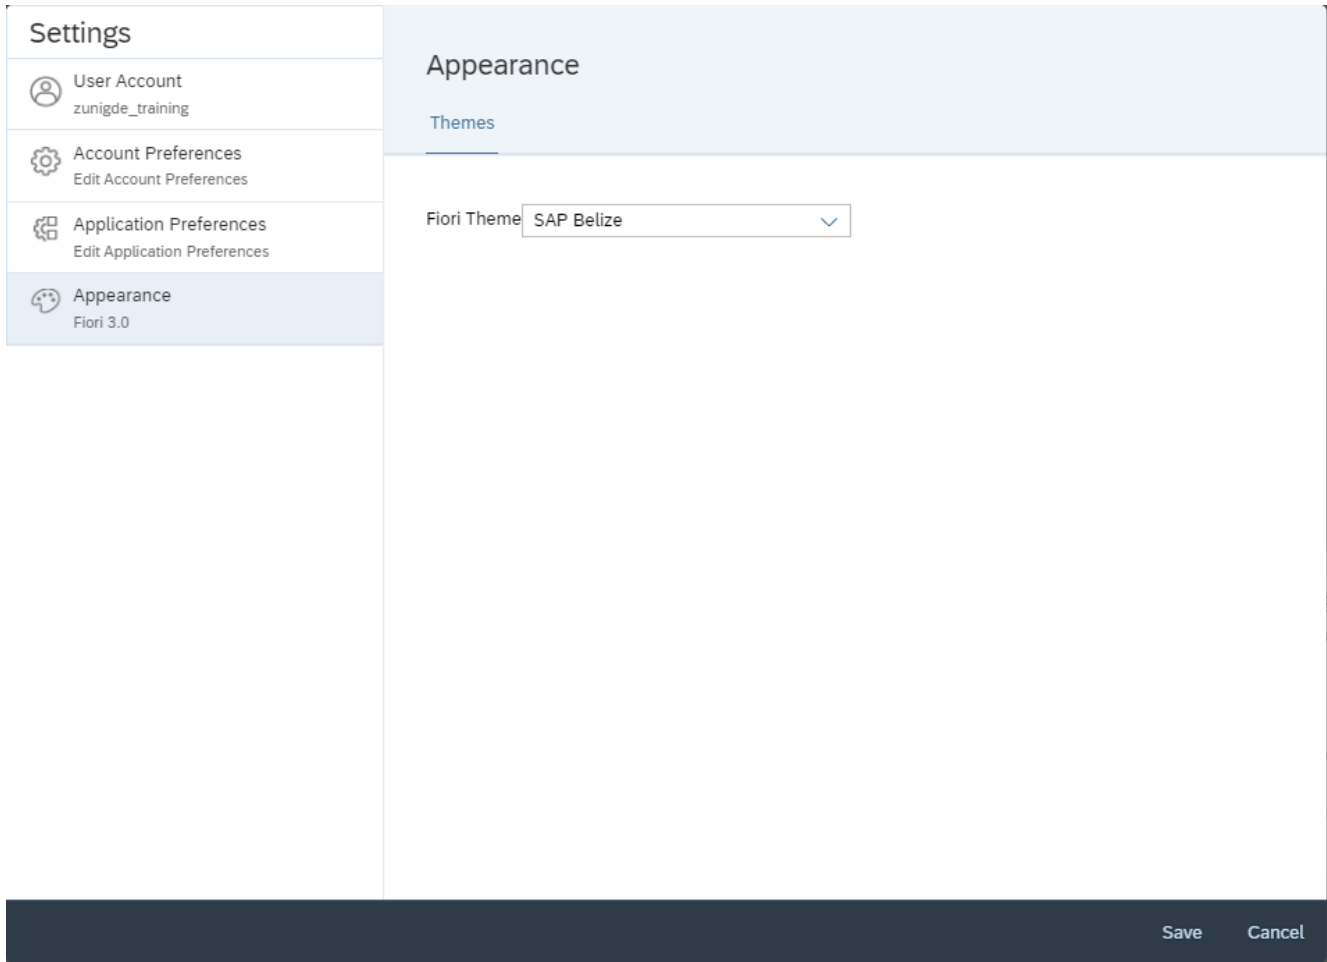 Settings
User Account
zunigde_training
Account Preferences
Edit Account Preferences
Application Preferences
Edit Application Preferences
Appearance
Fiori 3.0
Appearance
Themes
Fiori Theme SAP Belize
Save Cancel